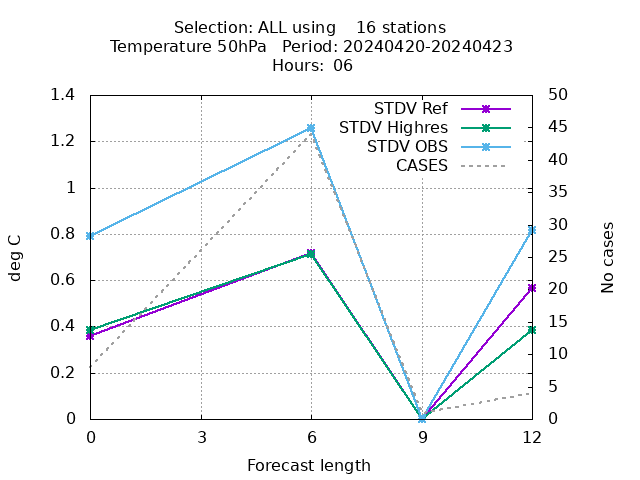 Selection: ALL using    16 stations
Temperature 50hPa   Period: 20240420-20240423
Hours:  06
STDV Ref
STDV Highres
STDV OBS
CASES
deg C
1.4
1.2
1
0.8
0.6
0.4
0.2
0
50
45
40
35
30
25
20
15
10
5
0
No cases
0 3 6 9 12
Forecast length